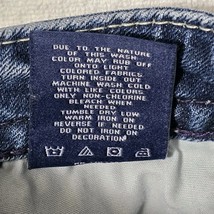 DUE TO THE NATURE
OF THIS WASH
COLOR MAY RUB OFF
ONTO LIGHT
COLORED FABRICS
TURN INSIDE OUT
MACHINE WASH COLD
WITH LIKE COLORS
ONLY NON-CHLORINE
BLEACH WHEN
NEEDED
TUMBLE DRY LOW
WARM IRON ON
REVERSE IF NEEDED
DO NOT IRON ON
DECORATION